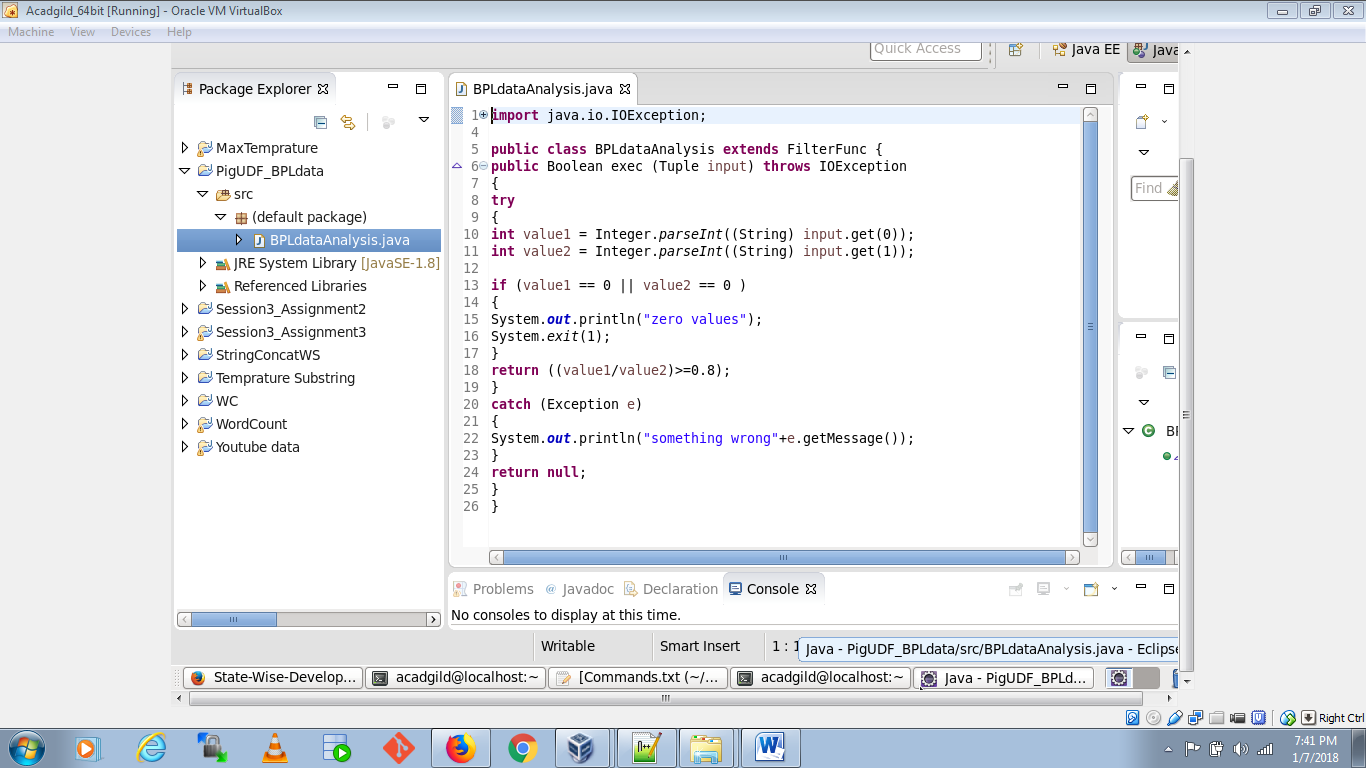 Acadgild_64bit [Running] - Oracle VM VirtualBox
Machine View Devices Help
Quick Access
Java EE
Java
Package Explorer
MaxTemprature
PigUDF_BPLdata
src
(default package)
BPLdataAnalysis.java
JRE System Library [JavaSE-1.8]
Referenced Libraries
Session3_Assignment2
Session3_Assignment3
StringConcatWS
Temprature Substring
WC
WordCount
Youtube data
BPLdataAnalysis.java
1 import java.io.IOException;
4
5 public class BPLdataAnalysis extends FilterFunc {
6 public Boolean exec (Tuple input) throws IOException
7 {
8 try
9 {
10 int value1 = Integer.parseInt((String) input.get(0));
11 int value2 = Integer.parseInt((String) input.get(1));
12
13 if (value1 == 0 || value2 == 0 )
14 {
15 System.out.println("zero values");
16 System.exit(1);
17 }
18 return ((value1/value2)>=0.8);
19 }
20 catch (Exception e)
21 {
22 System.out.println("something wrong"+e.getMessage());
23 }
24 return null;
25 }
26 }
Find
Problems @ Javadoc Declaration Console
No consoles to display at this time.
Writable Smart Insert 1 : 1
Java - PigUDF_BPLdata/src/BPLdataAnalysis.java - Eclipse
State-Wise-Develop... acadgild@localhost:~ [Commands.txt (~/... acadgild@localhost:~ Java - PigUDF_BPLd...
Right Ctrl
7:41 PM
1/7/2018